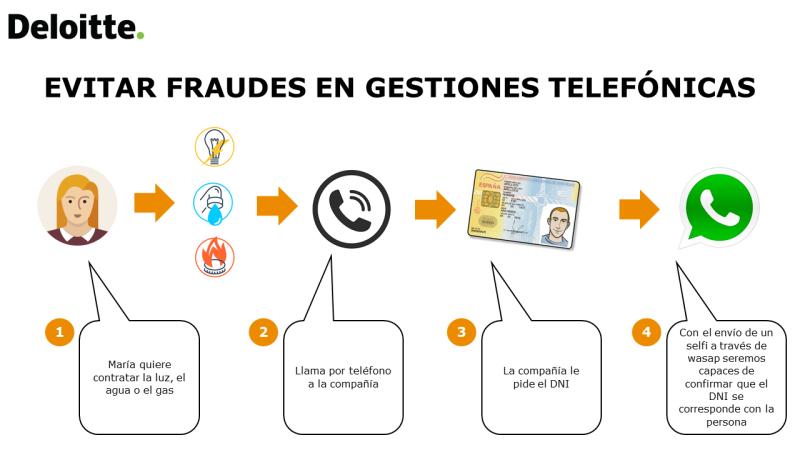 Deloitte.
EVITAR FRAUDES EN GESTIONES TELEFÓNICAS
ESPAÑA
1
María quiere
contratar la luz, el
agua o el gas
2
Llama por teléfono
a la compañía
3
La compañía le
pide el DNI
4
Con el envío de un
selfi a través de
wasap seremos
capaces de
confirmar que el
DNI se
corresponde con la
persona